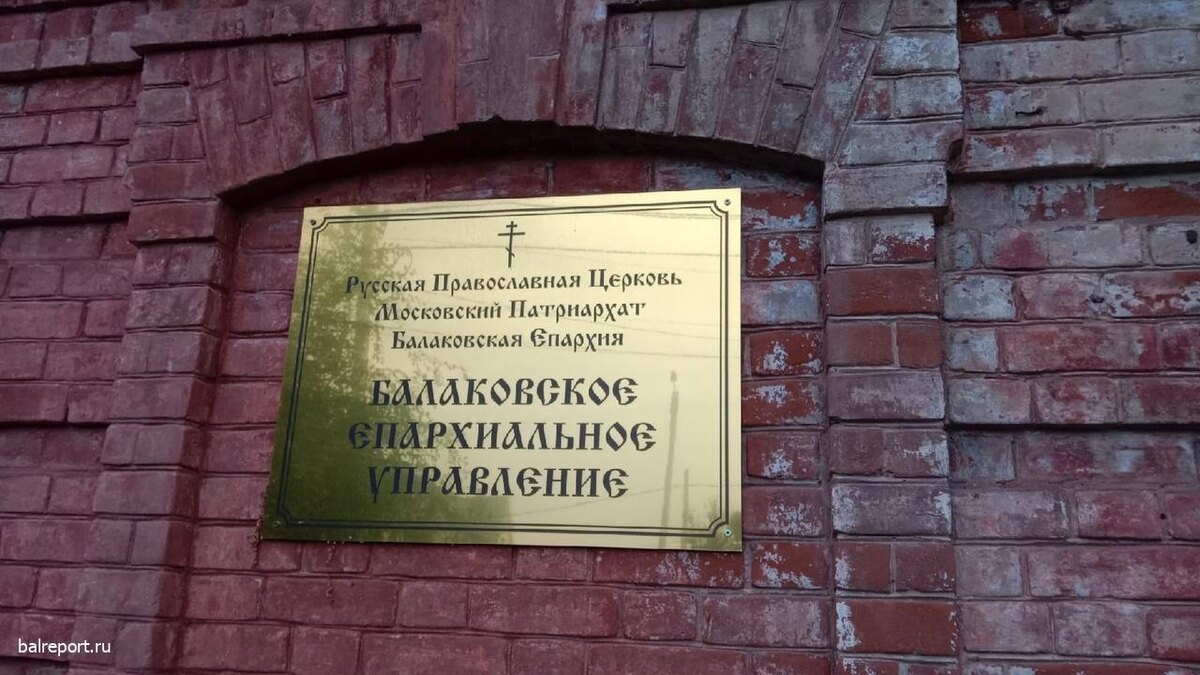 Русская Православная Церковь
Московский Патриархат
Балаковская Епархия
БАЛАКОВСКОЕ
ЕПАРХИАЛЬНОЕ
УПРАВЛЕНИЕ
balreport.ru